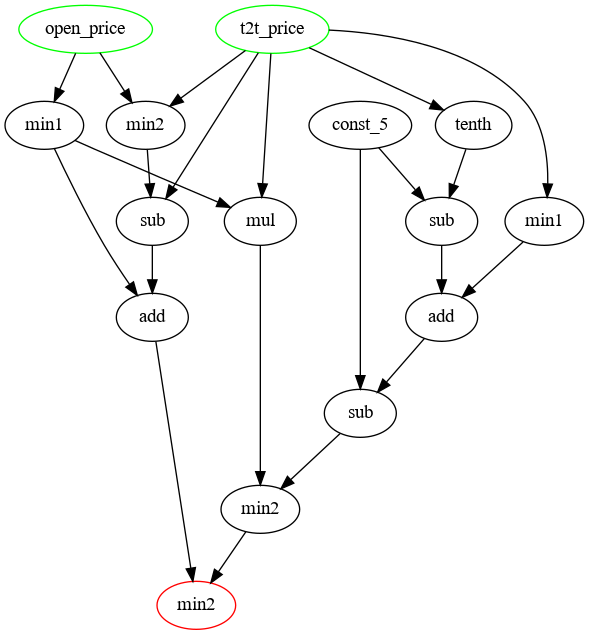 open_price
t2t_price
min1
min2
const_5
tenth
sub
mul
sub
min1
add
add
sub
min2
min2